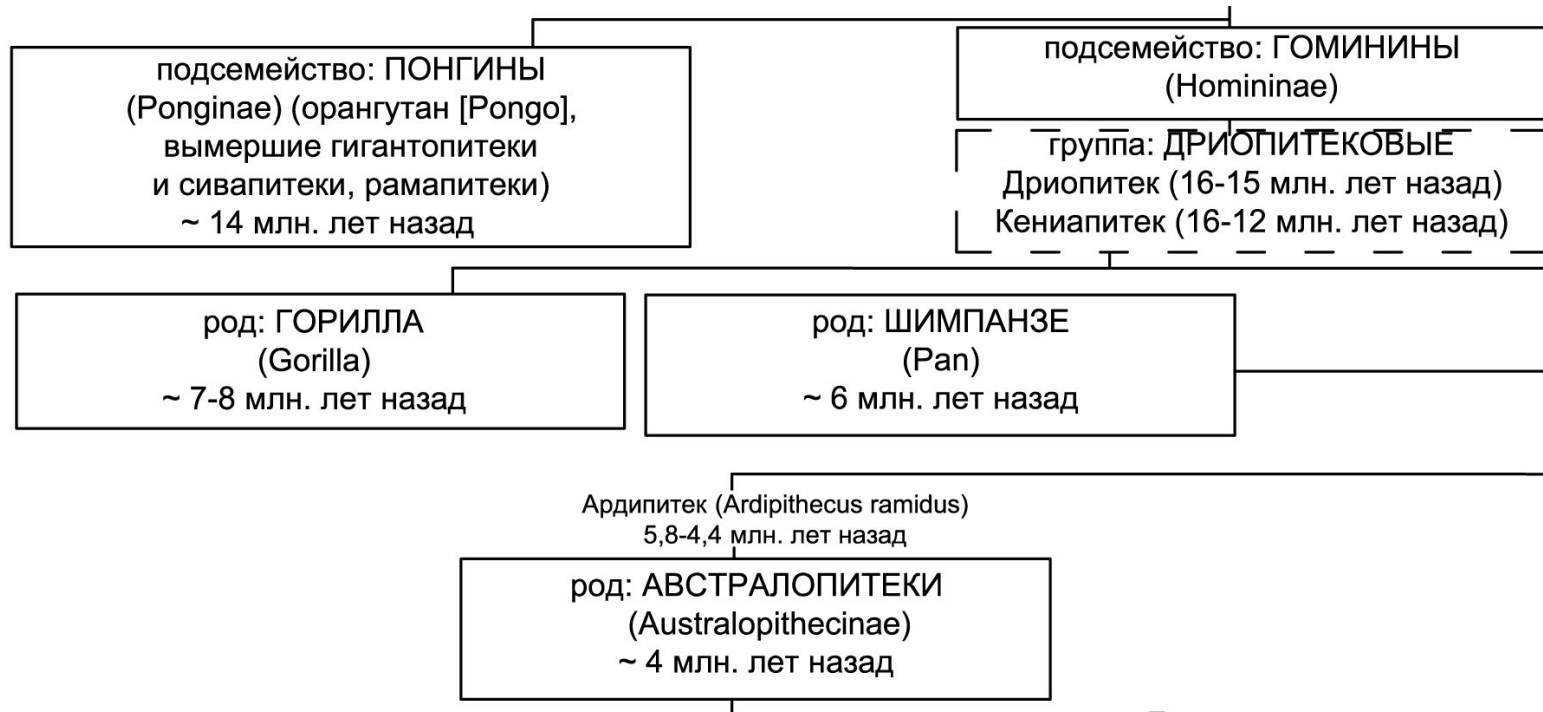 подсемейство: ПОНГИНЫ
(Ponginae) (орангутан [Pongo],
вымершие гигантопитеки
и сивапитеки, рамапитеки)
~ 14 млн. лет назад
подсемейство: ГОМИНИНЫ
(Homininae)
группа: ДРИОПИТЕКОВЫЕ
Дриопитек (16-15 млн. лет назад)
Кениапитек (16-12 млн. лет назад)
род: ГОРИЛЛА
(Gorilla)
~ 7-8 млн. лет назад
род: ШИМПАНЗЕ
(Pan)
~ 6 млн. лет назад
Ардипитек (Ardipithecus ramidus)
5,8-4,4 млн. лет назад
род: АВСТРАЛОПИТЕКИ
(Australopithecinae)
~ 4 млн. лет назад